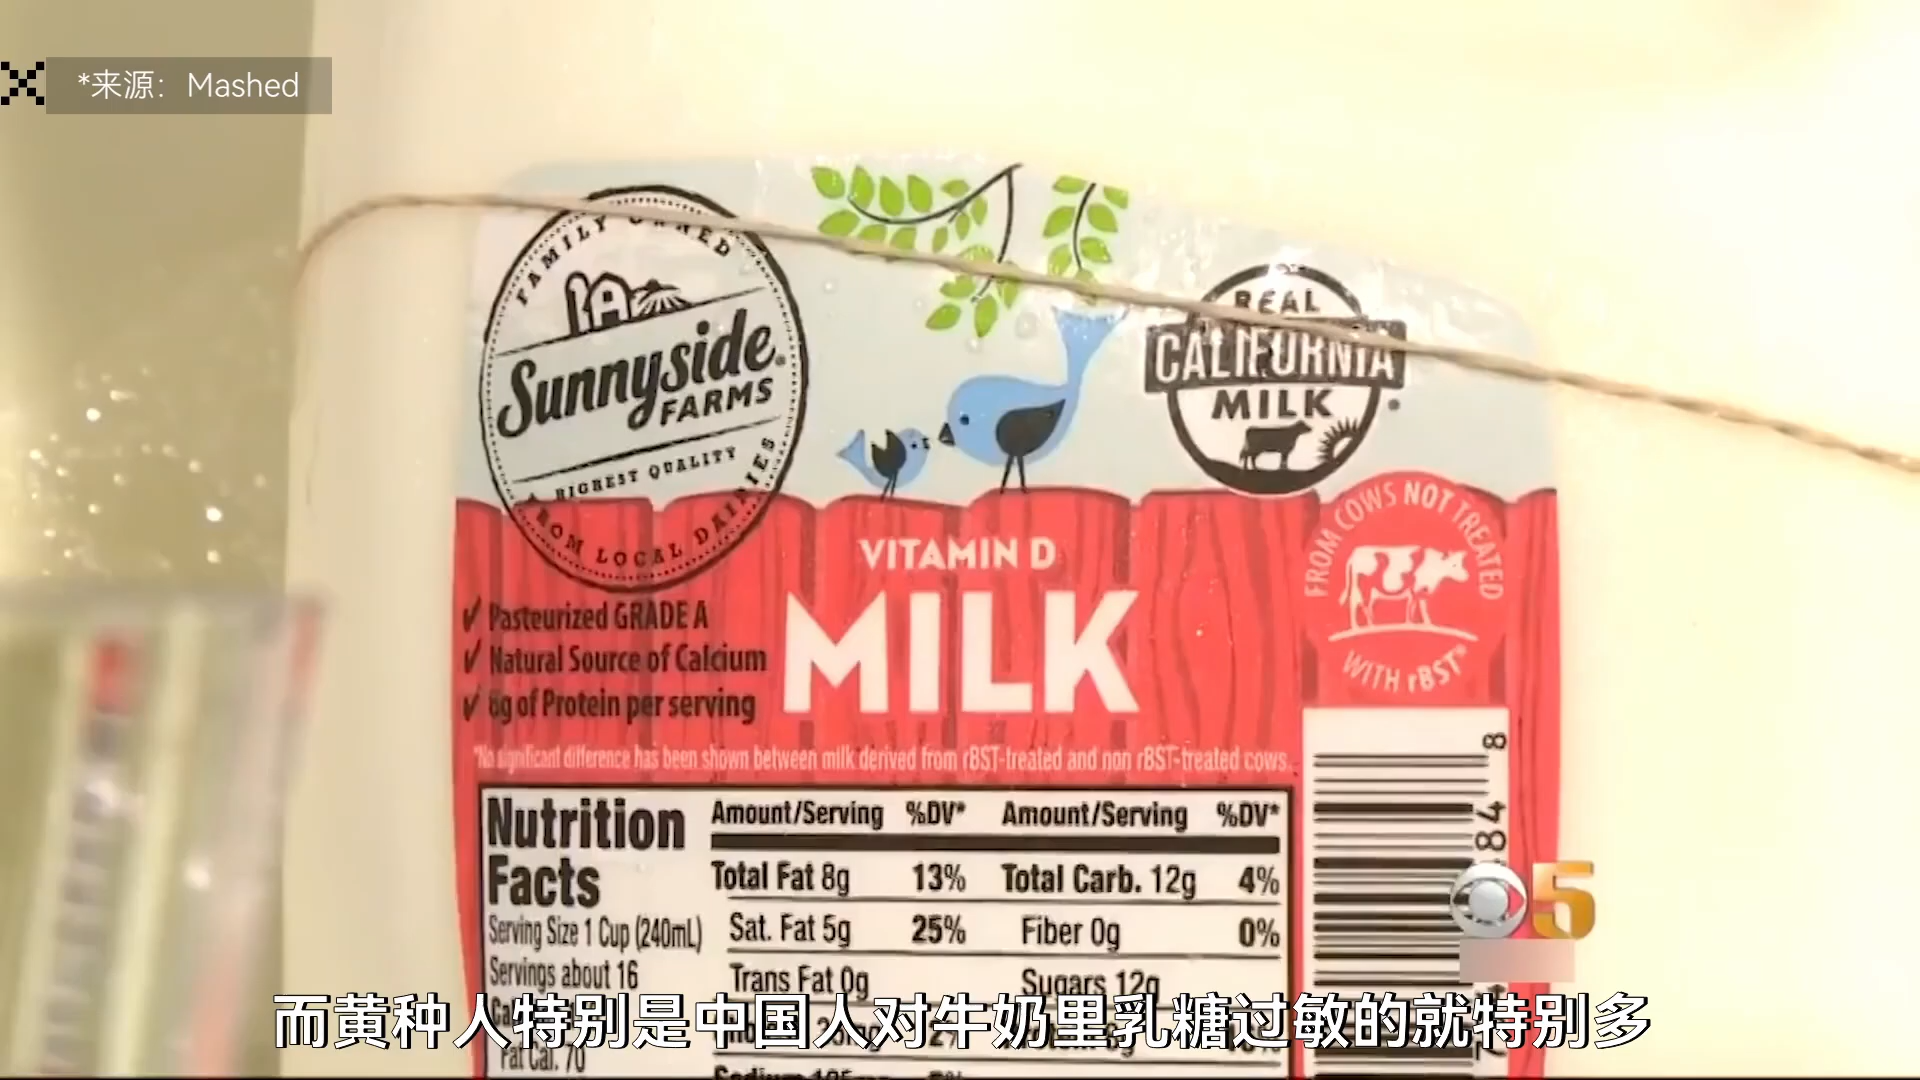 *来源：Mashed
FAMILY OWNED
Sunnyside
FARMS
HIGHEST QUALITY
FROM LOCAL DAIRIES
REAL
CALIFORNIA
MILK
FROM COWS NOT TREATED
WITH rBST*
VITAMIN D
MILK
✓ Pasteurized GRADE A
✓ Natural Source of Calcium
✓ 8g of Protein per serving
*No significant difference has been shown between milk derived from rBST-treated and non rBST-treated cows.
Nutrition
Facts
Serving Size 1 Cup (240mL)
Servings about 16
Fat Cal. 70
Amount/Serving %DV* Amount/Serving %DV*
Total Fat 8g 13% Total Carb. 12g 4%
Sat. Fat 5g 25% Fiber 0g 0%
Trans Fat 0g Sugars 12g
5
而黄种人特别是中国人对牛奶里乳糖过敏的就特别多